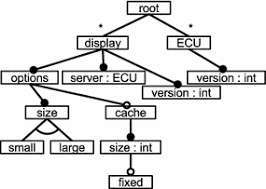 root
* *
display ECU
options server : ECU version : int
version : int
size cache
small large size : int
fixed